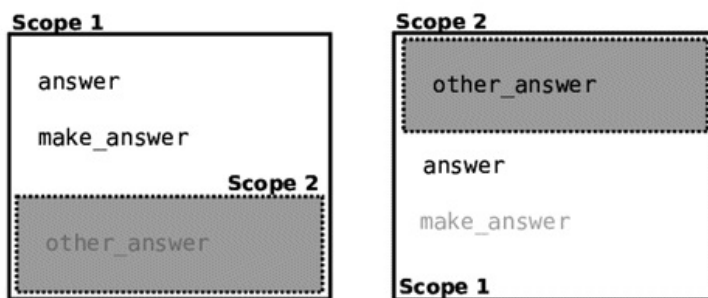 Scope 1
answer
make_answer
Scope 2
other_answer
Scope 2
other_answer
answer
make_answer
Scope 1